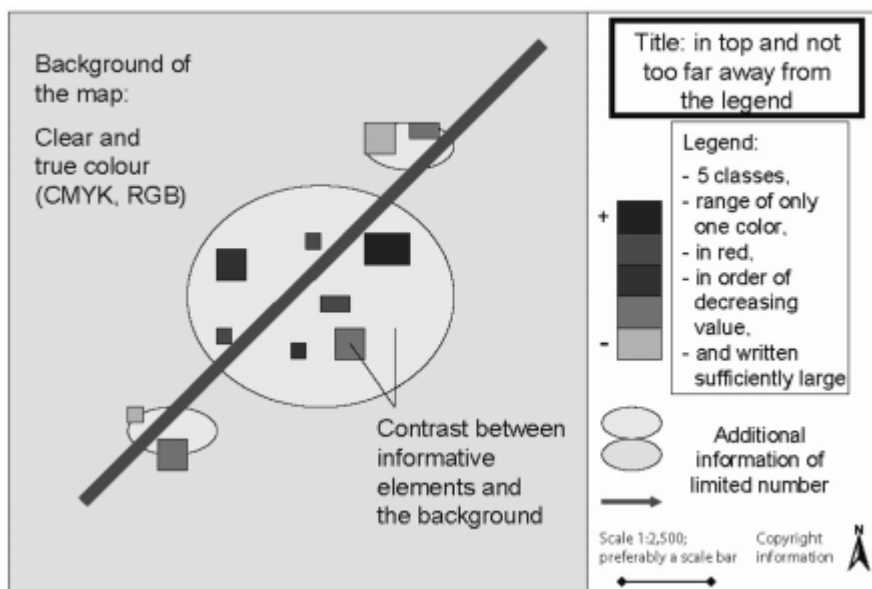 Background of
the map:
Clear and
true colour
(CMYK, RGB)
Contrast between
informative
elements and
the background
Title: in top and not
too far away from
the legend
Legend:
- 5 classes,
- range of only
one color,
- in red,
- in order of
decreasing
value,
- and written
sufficiently large
+
-
Additional
information of
limited number
Scale 1:2,500;
preferably a scale bar
Copyright
information
N